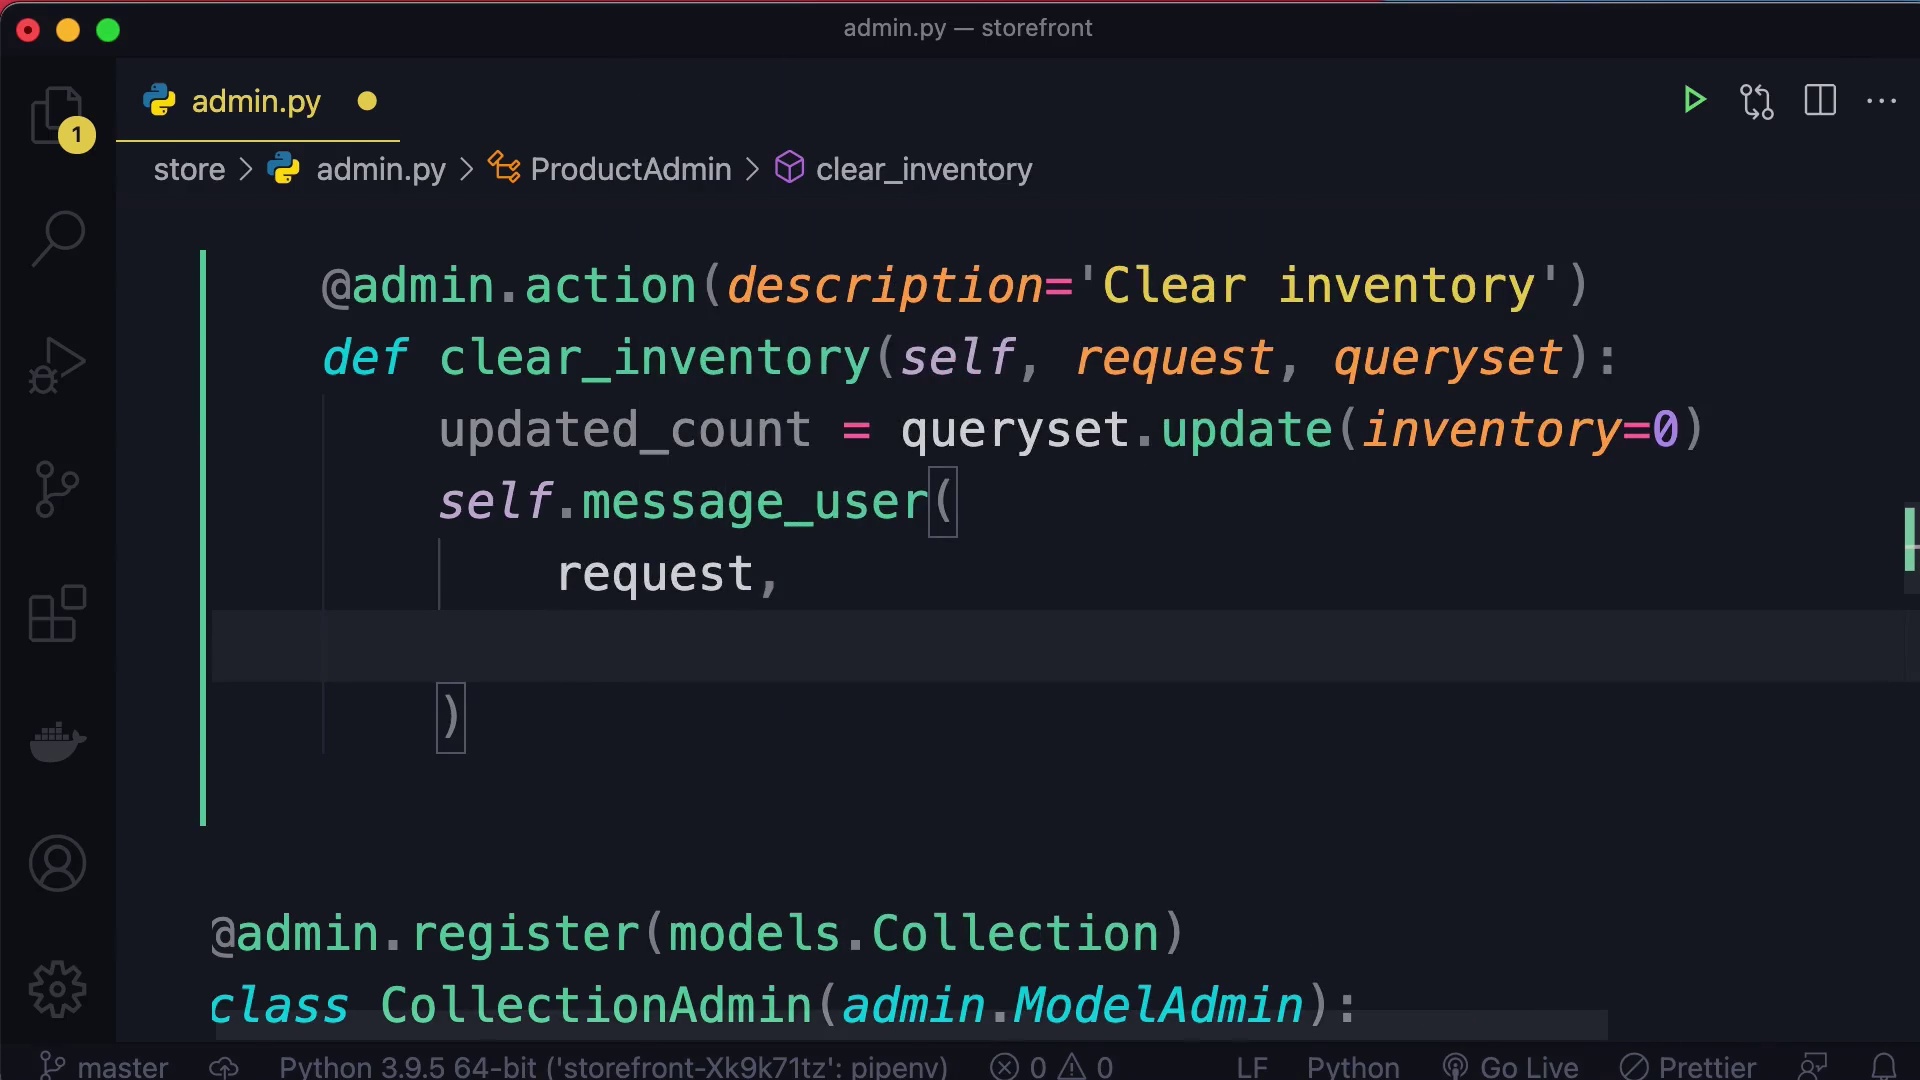 admin.py — storefront
admin.py
1
store > admin.py > ProductAdmin > clear_inventory
@admin.action(description='Clear inventory')
def clear_inventory(self, request, queryset):
updated_count = queryset.update(inventory=0)
self.message_user(
request,
)
@admin.register(models.Collection)
class CollectionAdmin(admin.ModelAdmin):
master Python 3.9.5 64-bit ('storefront-Xk9k71tz': pipenv) 0 0 LF Python Go Live Prettier